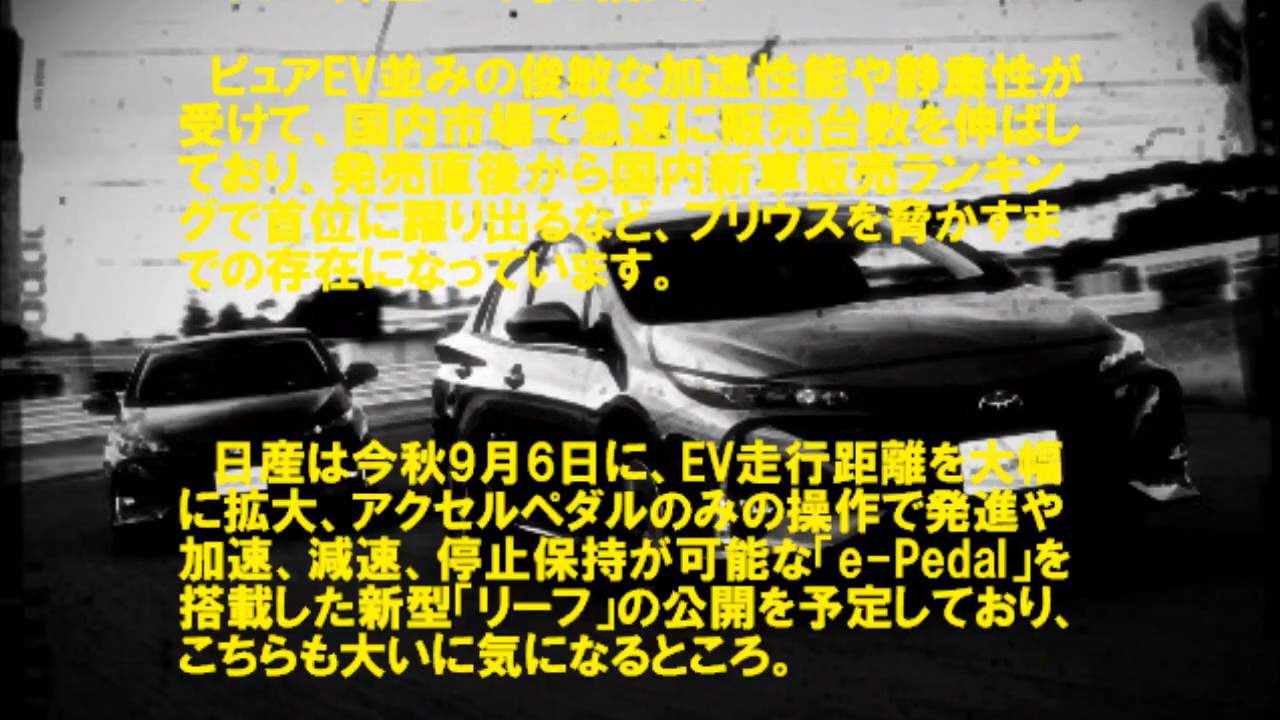 ピュアEV並みの俊敏な加速性能や静粛性が
受けて、国内市場で急速に販売台数を伸ばし
ており、発売直後から国内新車販売ランキン
グで首位に躍り出るなど、プリウスを脅かすま
での存在になっています。
日産は今秋9月6日に、EV走行距離を大幅
に拡大、アクセルペダルのみの操作で発進や
加速、減速、停止保持が可能な「e-Pedal」を
搭載した新型「リーフ」の公開を予定しており、
こちらも大いに気になるところ。